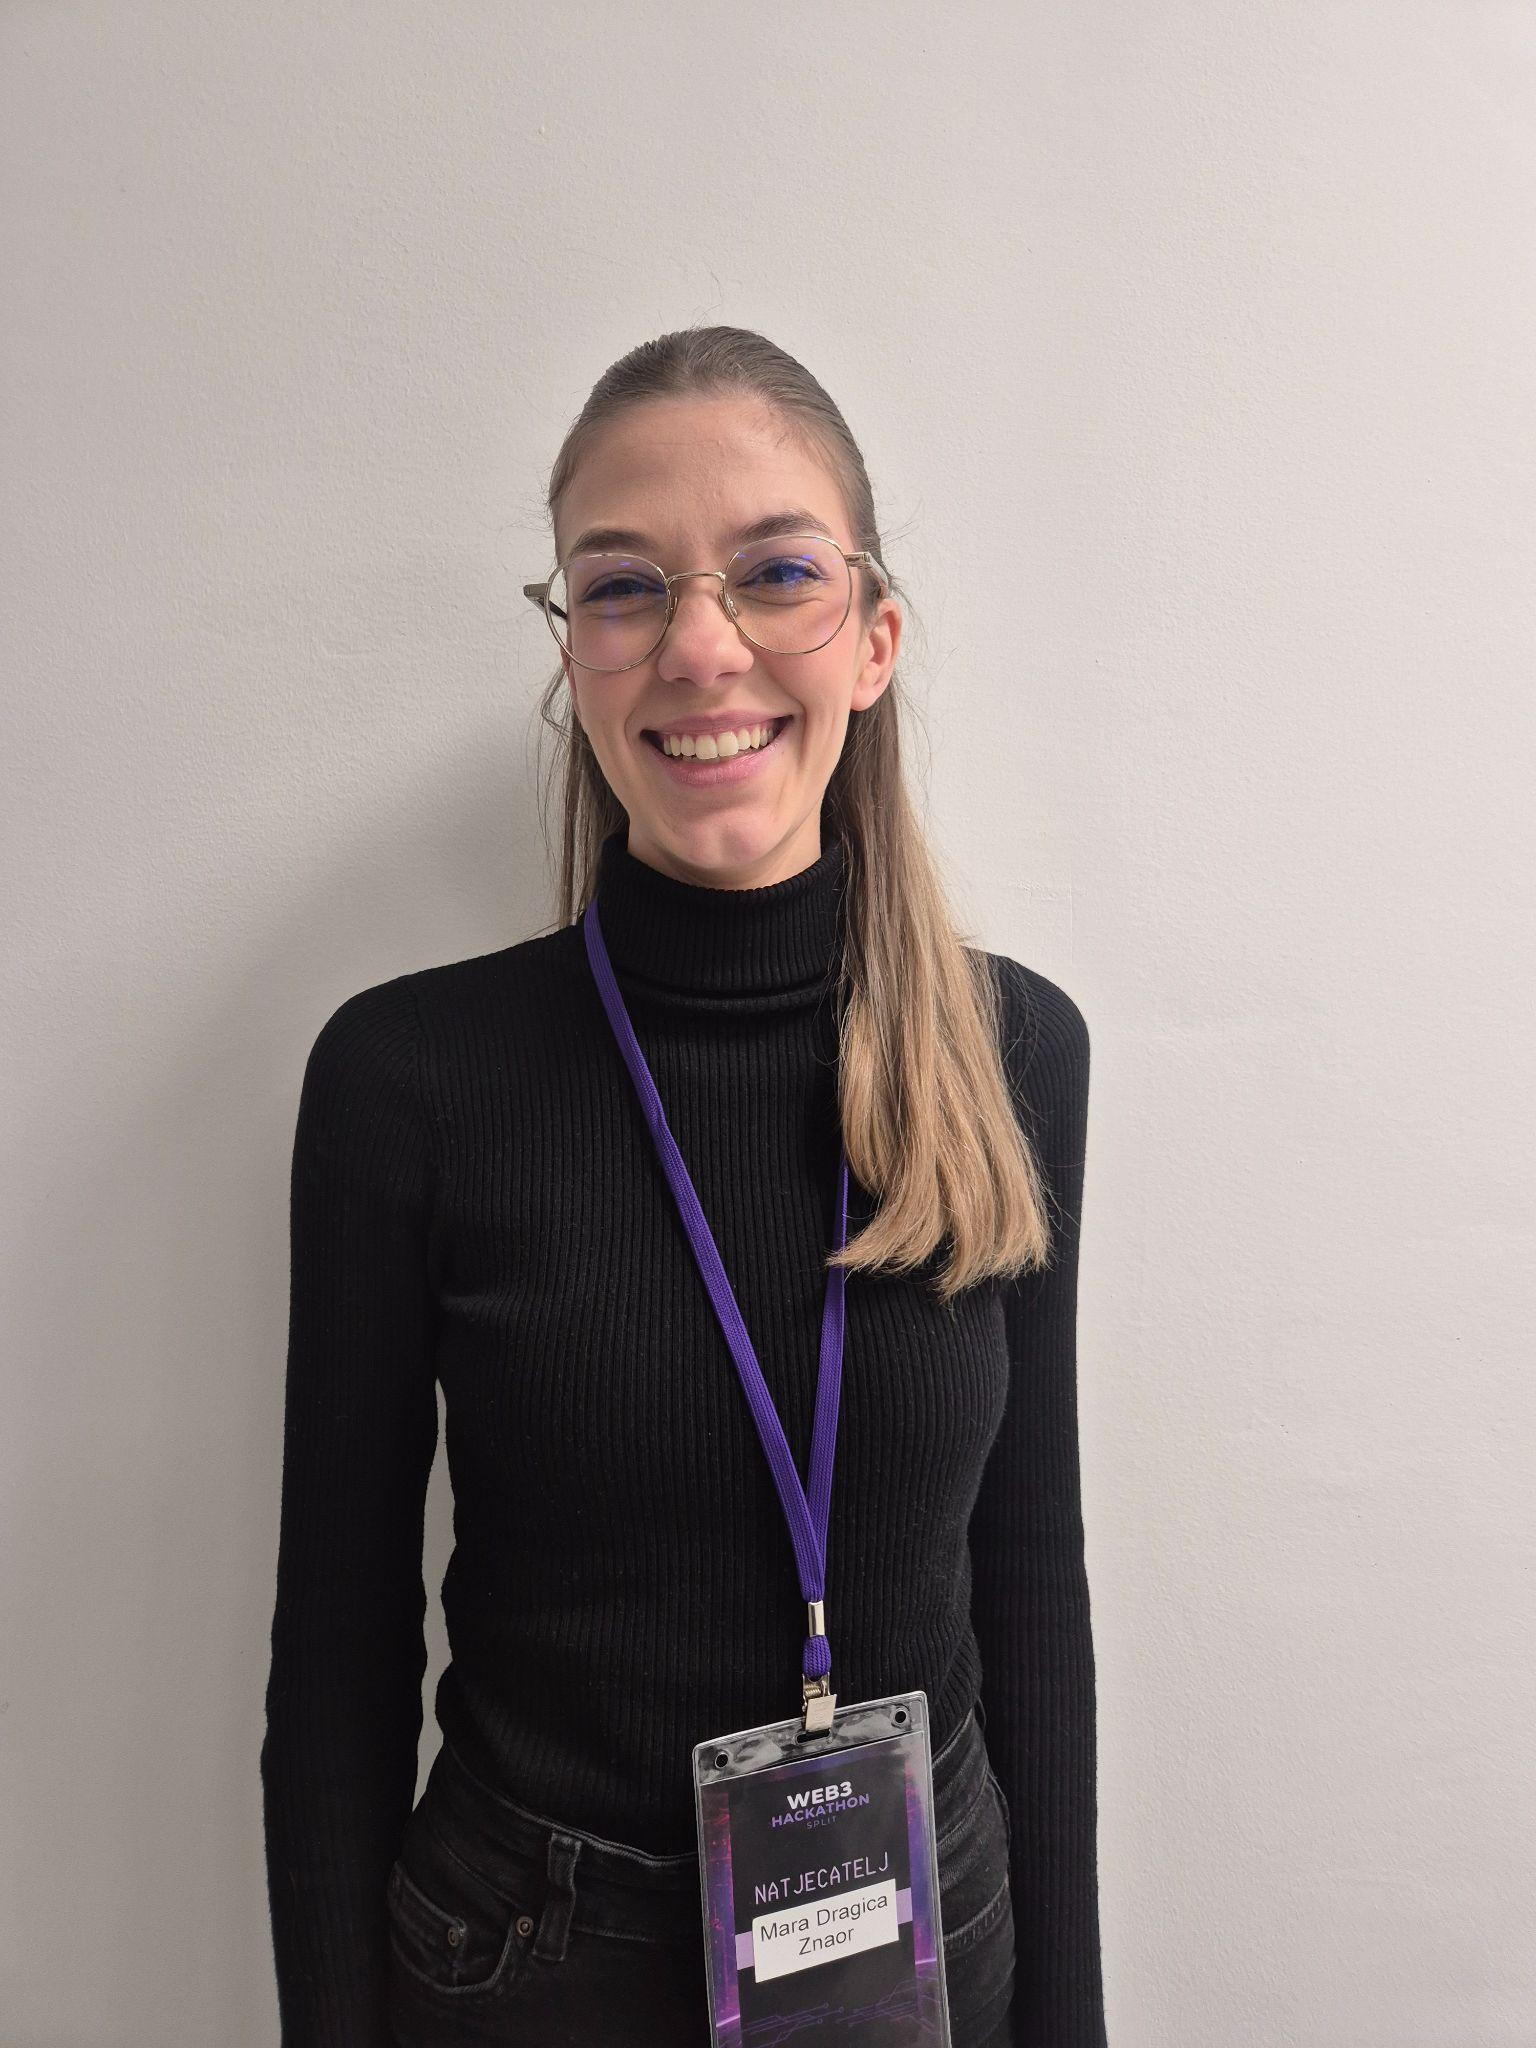 WEB3
HACKATHON
SPLIT
NATJECATELJ
Mara Dragica
Znaor